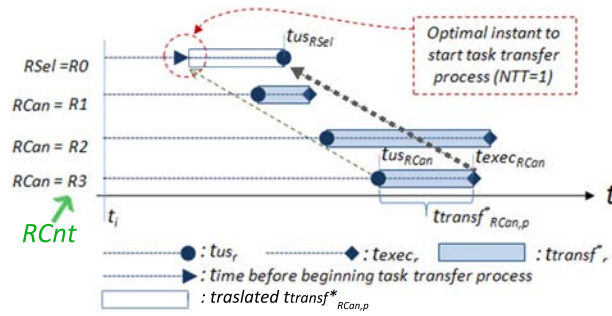 Optimal instant to
start task transfer
process (NTT=1)
tus_RSel
RSel =R0
RCan = R1
RCan = R2
tus_RCan texec_RCan
RCan = R3
t
RCnt
t_i
ttransf*_RCan,p
: tus_r : texec_r : ttransf*_r
: time before beginning task transfer process
: traslated ttransf*_RCan,p